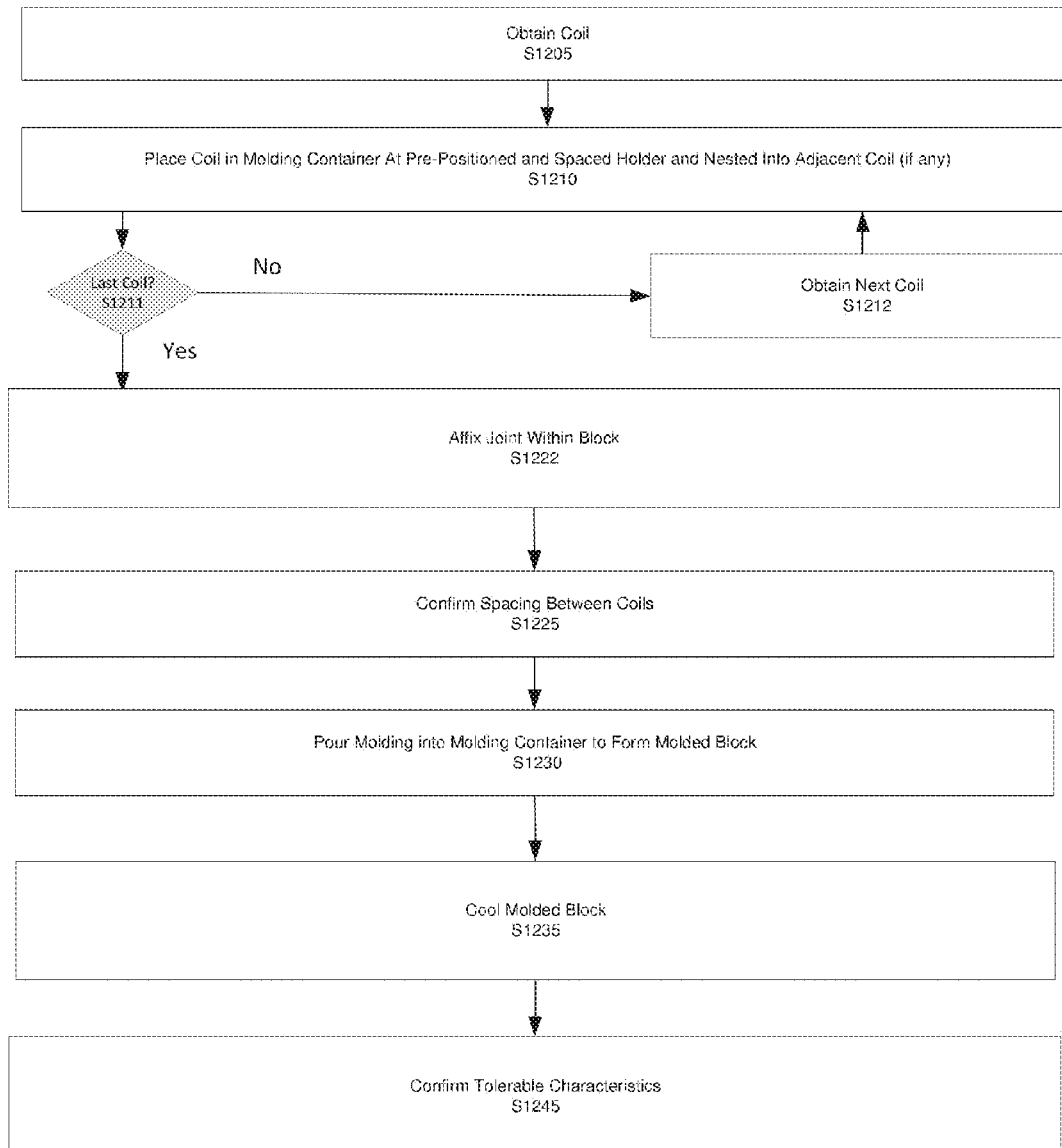 Obtain Coil
S1205
Place Coil in Molding Container At Pre-Positioned and Spaced Holder and Nested Into Adjacent Coil (if any)
S1210
Last Coil?
S1211
No
Obtain Next Coil
S1212
Yes
Affix Joint Within Block
S1222
Confirm Spacing Between Coils
S1225
Pour Molding into Molding Container to Form Molded Block
S1230
Cool Molded Block
S1235
Confirm Tolerable Characteristics
S1245